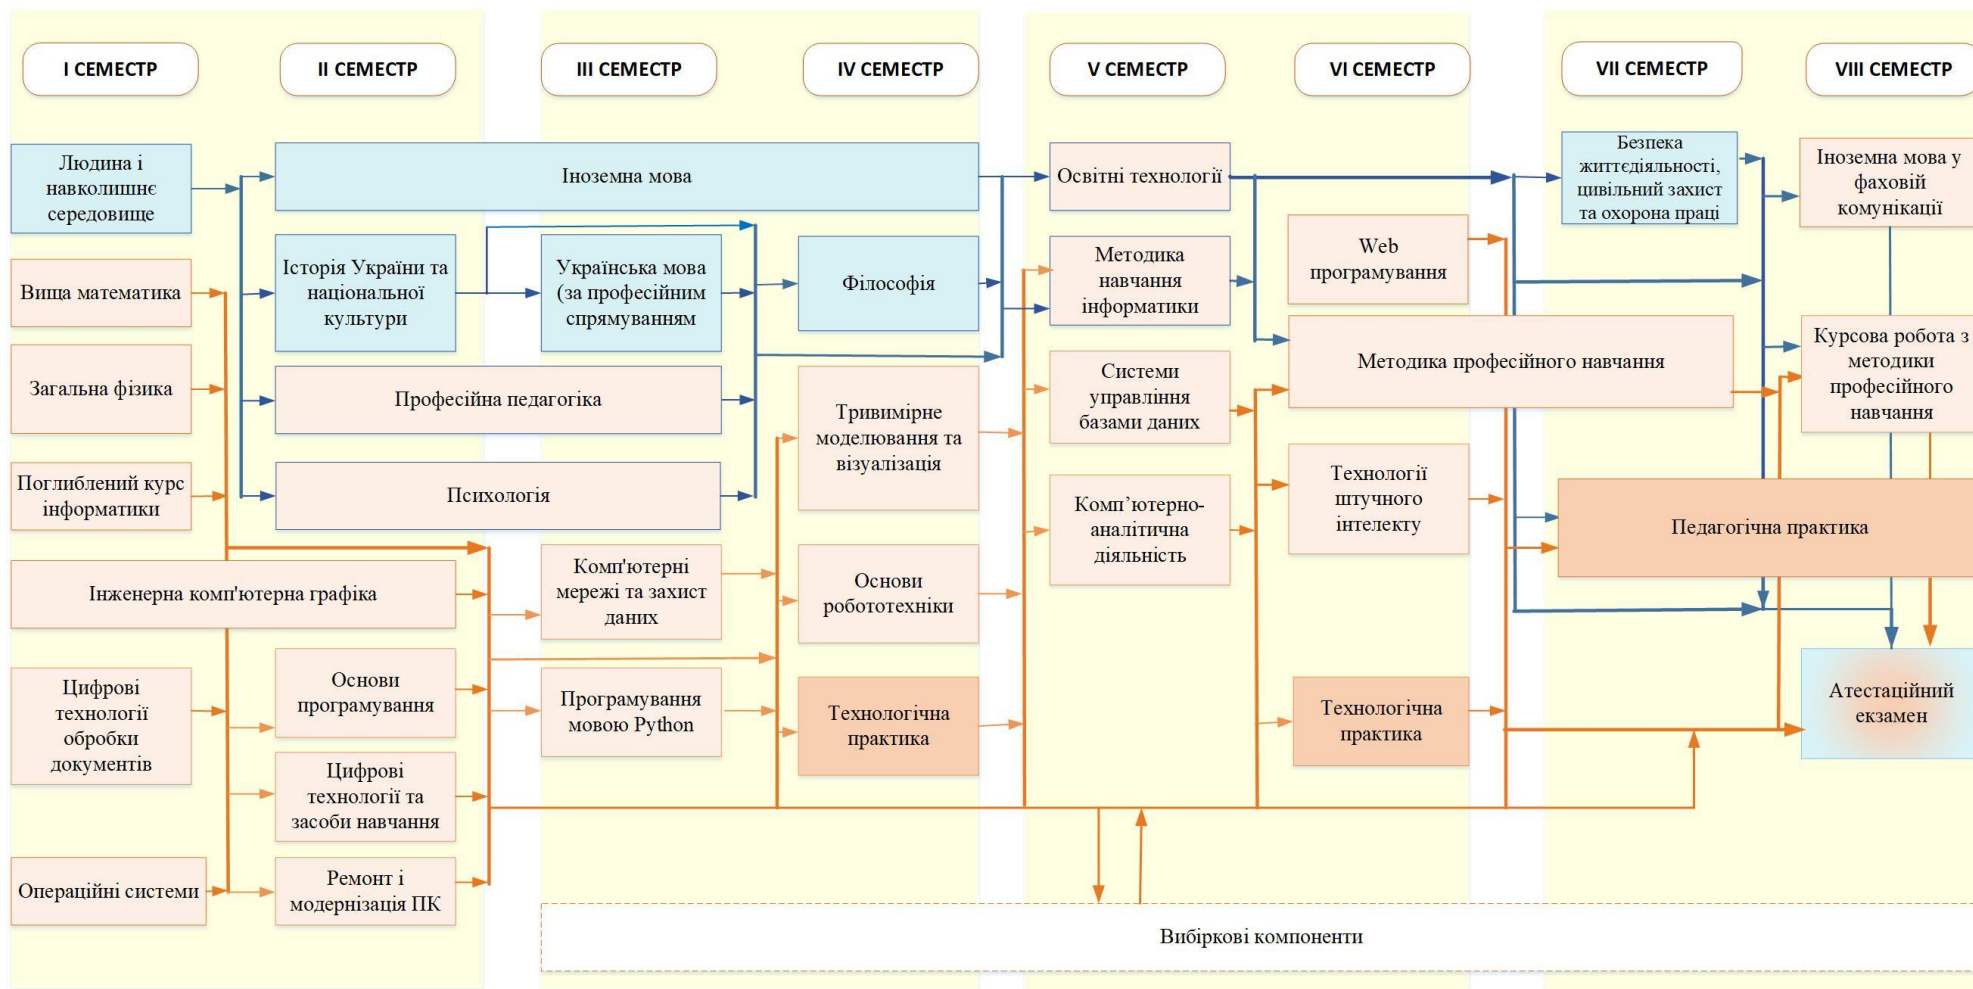 I СЕМЕСТР
II СЕМЕСТР
III СЕМЕСТР
IV СЕМЕСТР
V СЕМЕСТР
VI СЕМЕСТР
VII СЕМЕСТР
VIII СЕМЕСТР
Людина і
навколишнє
середовище
Вища математика
Загальна фізика
Поглиблений курс
інформатики
Інженерна комп'ютерна графіка
Цифрові
технології
обробки
документів
Операційні системи
Іноземна мова
Історія України та
національної
культури
Професійна педагогіка
Психологія
Основи
програмування
Цифрові
технології та
засоби навчання
Ремонт і
модернізація ПК
Українська мова
(за професійним
спрямуванням
Комп'ютерні
мережі та захист
даних
Програмування
мовою Python
Філософія
Тривимірне
моделювання та
візуалізація
Основи
робототехніки
Технологічна
практика
Освітні технології
Методика
навчання
інформатики
Системи
управління
базами даних
Комп’ютерно-
аналітична
діяльність
Web
програмування
Методика професійного навчання
Технології
штучного
інтелекту
Технологічна
практика
Безпека
життєдіяльності,
цивільний захист
та охорона праці
Педагогічна практика
Іноземна мова у
фаховій
комунікації
Курсова робота з
методики
професійного
навчання
Атестаційний
екзамен
Вибіркові компоненти